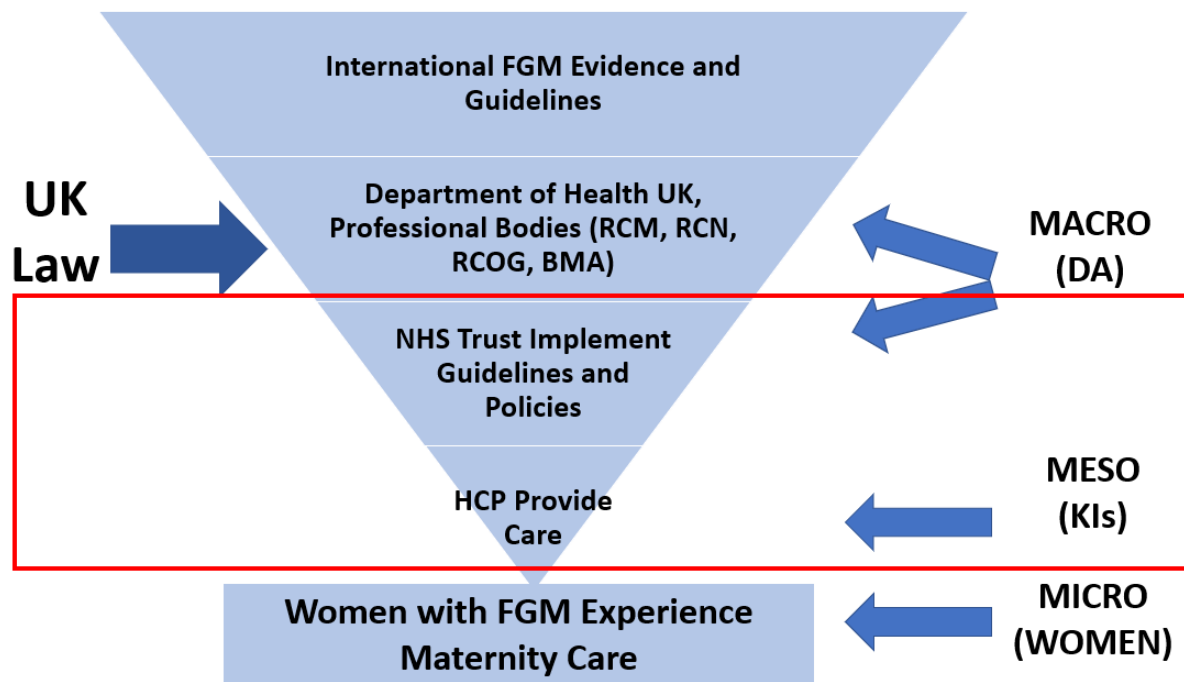 International FGM Evidence and
Guidelines
UK
Law
Department of Health UK,
Professional Bodies (RCM, RCN,
RCOG, BMA)
MACRO
(DA)
NHS Trust Implement
Guidelines and
Policies
HCP Provide
Care
MESO
(KIs)
Women with FGM Experience
Maternity Care
MICRO
(WOMEN)